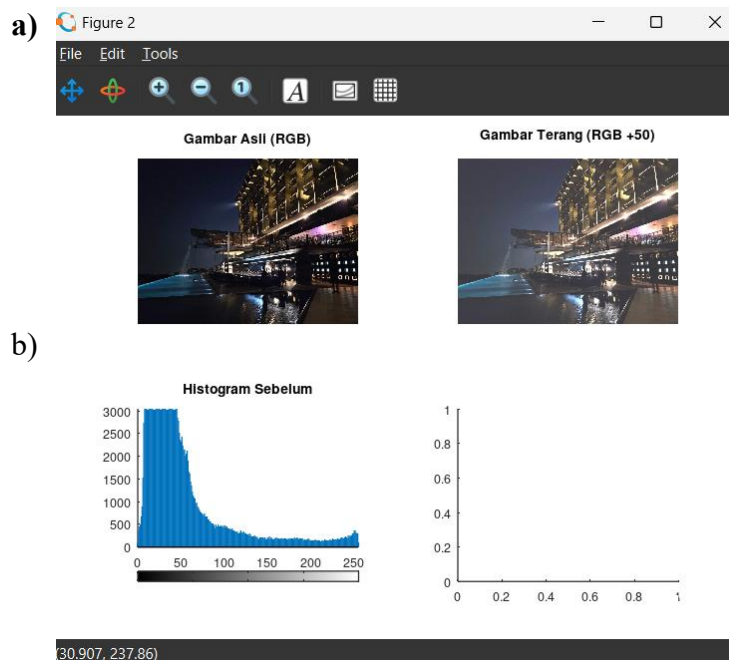 a)
Figure 2
File Edit Tools
A
Gambar Asli (RGB)
Gambar Terang (RGB +50)
b)
Histogram Sebelum
3000
2500
2000
1500
1000
500
0
0 50 100 150 200 250
1
0.8
0.6
0.4
0.2
0
0 0.2 0.4 0.6 0.8
(30.907, 237.86)